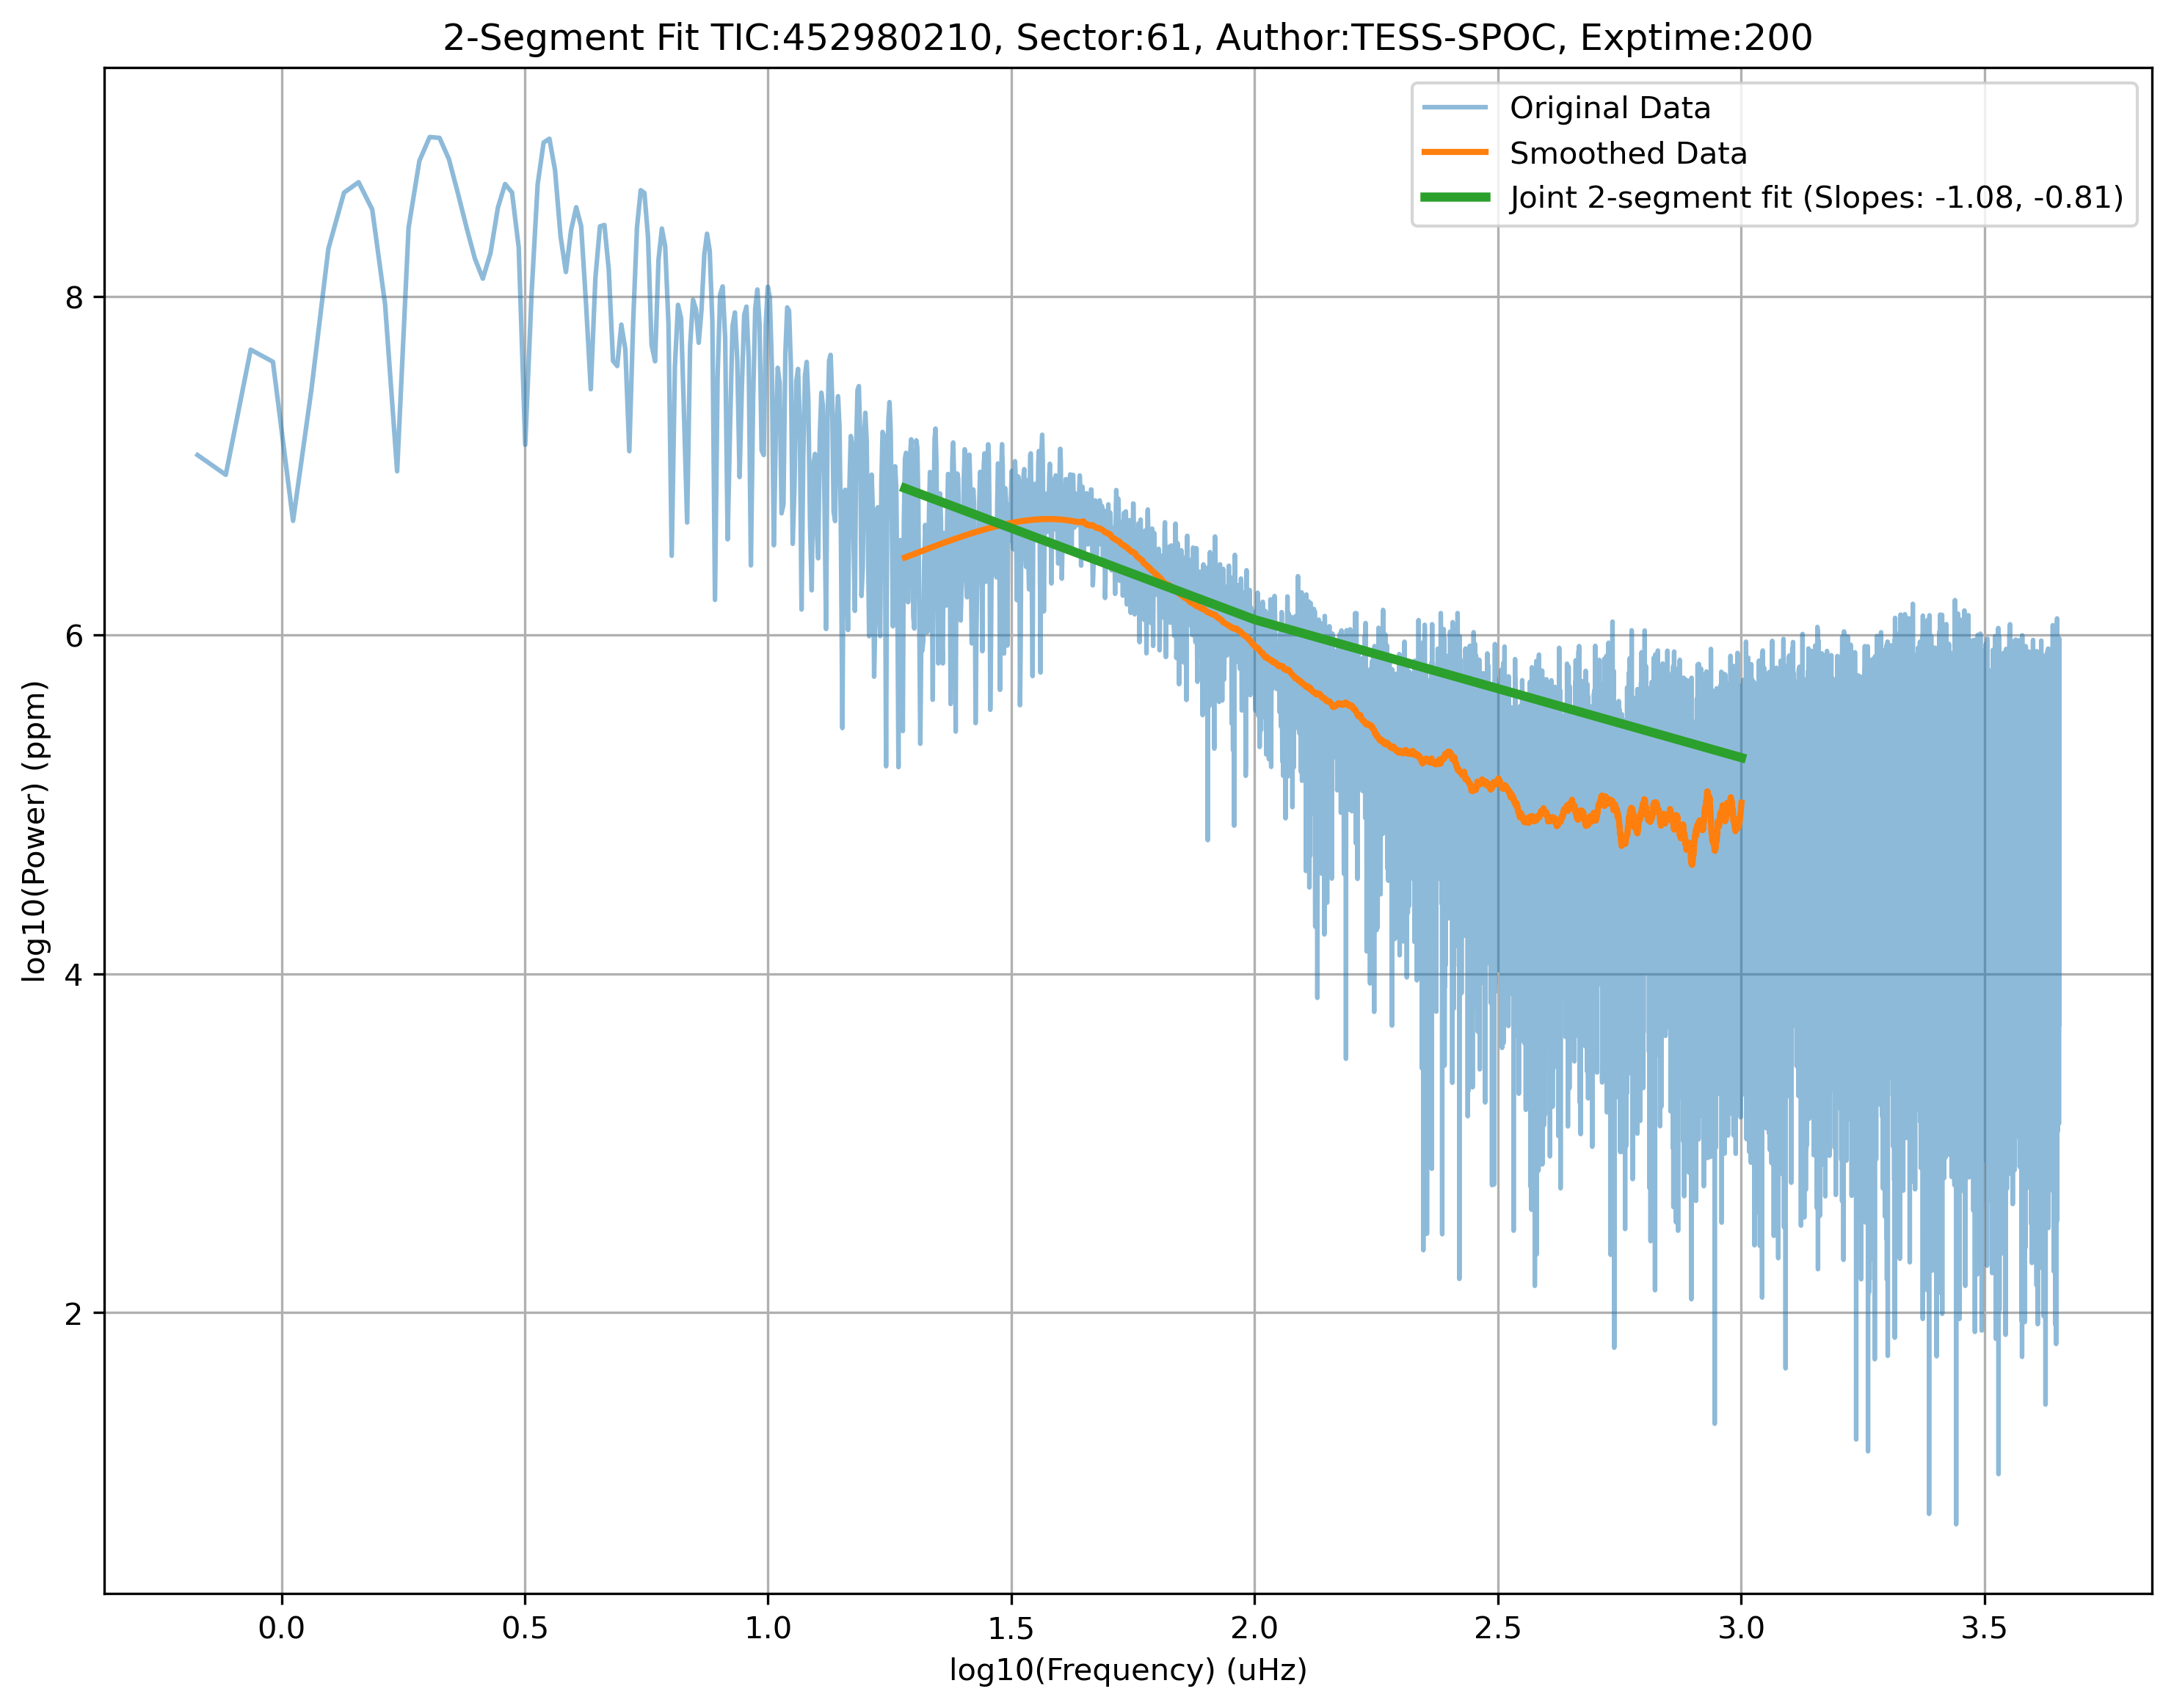 2-Segment Fit TIC:452980210, Sector:61, Author:TESS-SPOC, Exptime:200
Original Data
Smoothed Data
Joint 2-segment fit (Slopes: -1.08, -0.81)
log10(Power) (ppm)
8
6
4
2
0.0 0.5 1.0 1.5 2.0 2.5 3.0 3.5
log10(Frequency) (uHz)